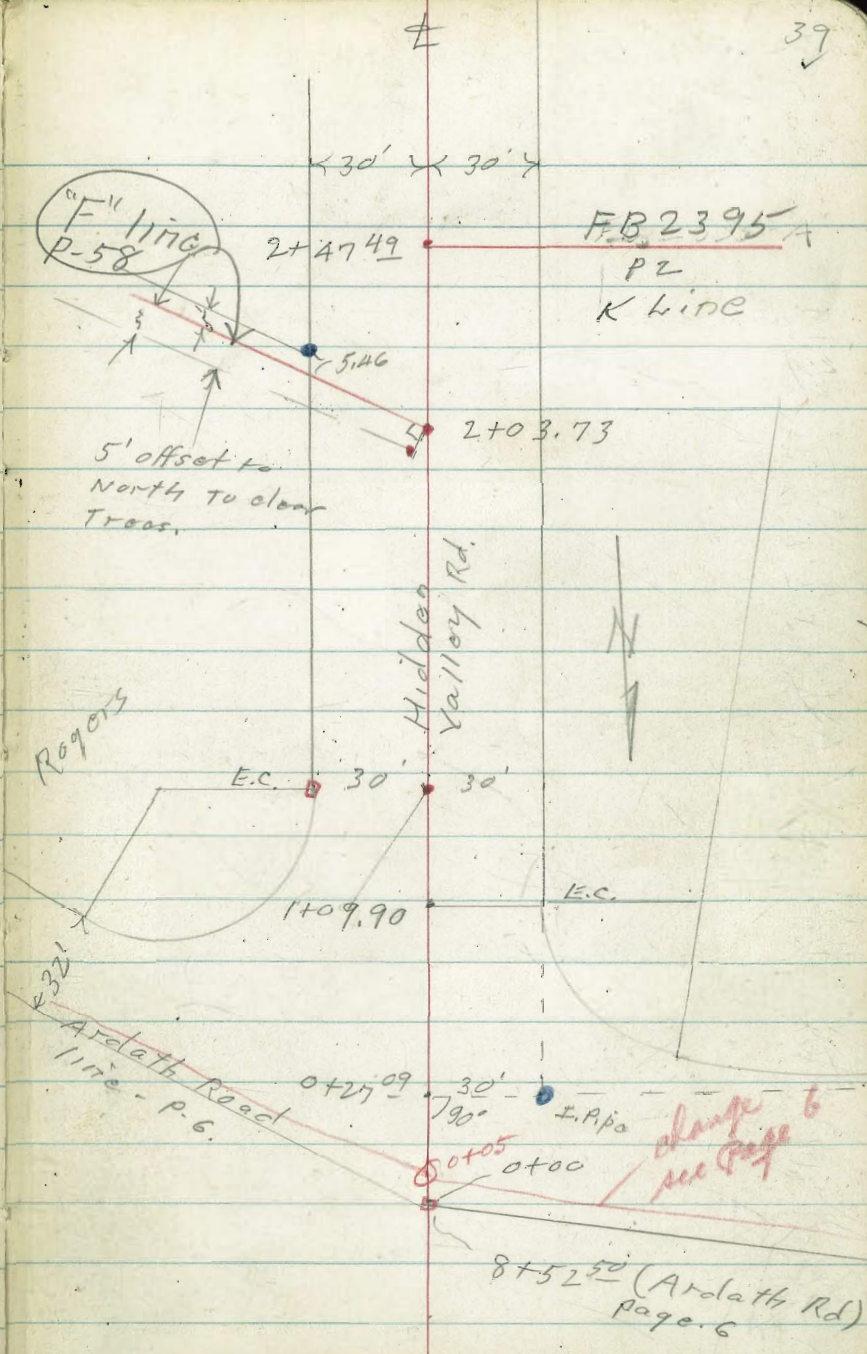 ℄
39
30' 30'
"F" line
P-58
2+47 49
FB 2395
P2
K Line
5.46
2+03.73
5' offset to
North To clear
Trees.
Hidden
Valley Rd.
N
Rogers
E.C. 30' 30'
1+09.90
E.C.
32'
Ardath Road
line - P-6.
0+27 09
30'
90°
I.Pipe
0+05
0+00
change
see Page 6
8+52 50 (Ardath Rd)
page. 6